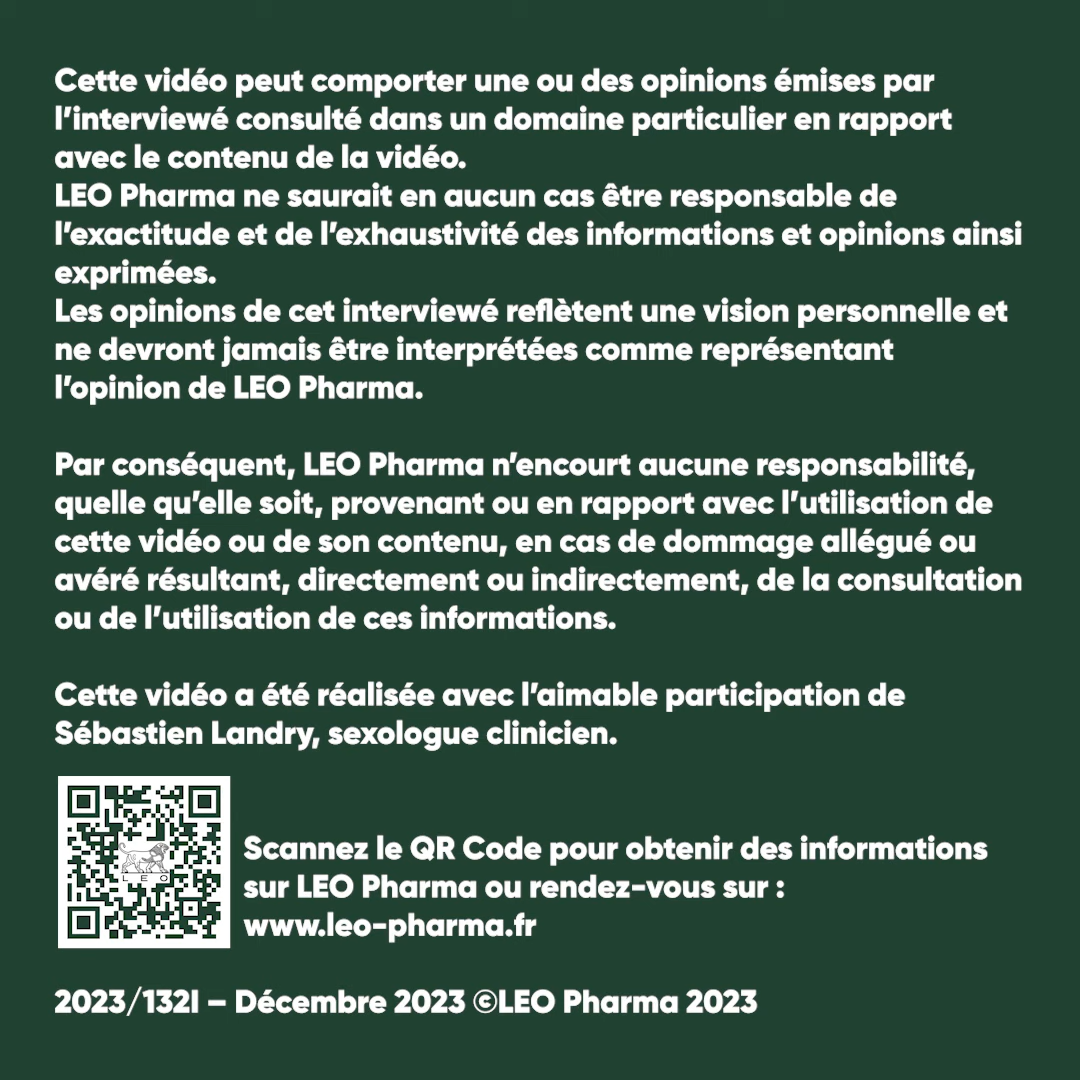 Cette vidéo peut comporter une ou des opinions émises par
l’interviewé consulté dans un domaine particulier en rapport
avec le contenu de la vidéo.
LEO Pharma ne saurait en aucun cas être responsable de
l’exactitude et de l’exhaustivité des informations et opinions ainsi
exprimées.
Les opinions de cet interviewé reflètent une vision personnelle et
ne devront jamais être interprétées comme représentant
l’opinion de LEO Pharma.
Par conséquent, LEO Pharma n’encourt aucune responsabilité,
quelle qu’elle soit, provenant ou en rapport avec l’utilisation de
cette vidéo ou de son contenu, en cas de dommage allégué ou
avéré résultant, directement ou indirectement, de la consultation
ou de l’utilisation de ces informations.
Cette vidéo a été réalisée avec l’aimable participation de
Sébastien Landry, sexologue clinicien.
LEO
Scannez le QR Code pour obtenir des informations
sur LEO Pharma ou rendez-vous sur :
www.leo-pharma.fr
2023/132I – Décembre 2023 ©LEO Pharma 2023